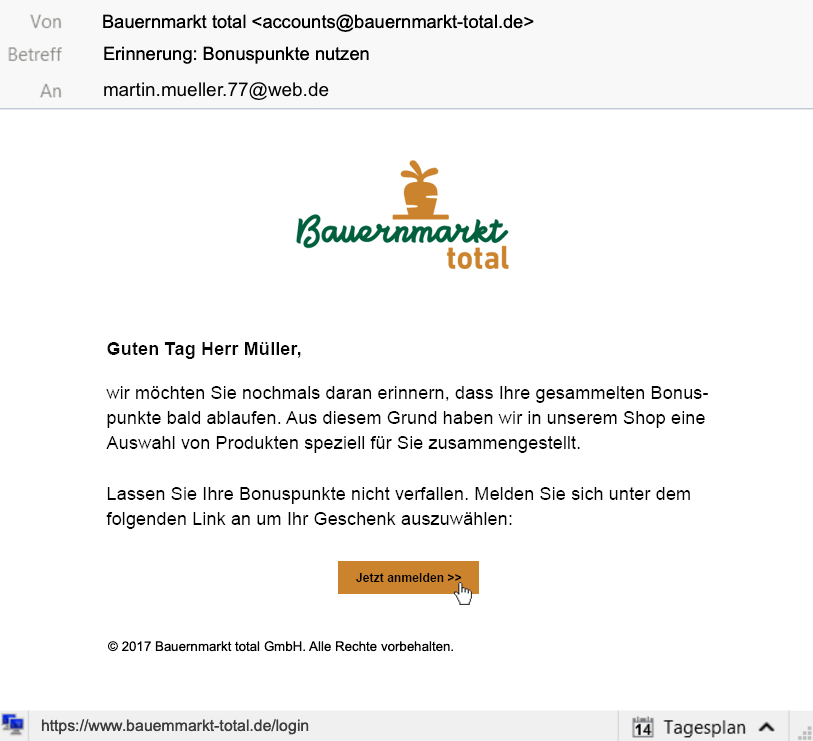 Von Bauernmarkt total <accounts@bauernmarkt-total.de>
Betreff Erinnerung: Bonuspunkte nutzen
An martin.mueller.77@web.de
Bauernmarkt
total
Guten Tag Herr Müller,
wir möchten Sie nochmals daran erinnern, dass Ihre gesammelten Bonus-
punkte bald ablaufen. Aus diesem Grund haben wir in unserem Shop eine
Auswahl von Produkten speziell für Sie zusammengestellt.
Lassen Sie Ihre Bonuspunkte nicht verfallen. Melden Sie sich unter dem
folgenden Link an um Ihr Geschenk auszuwählen:
Jetzt anmelden >>
© 2017 Bauernmarkt total GmbH. Alle Rechte vorbehalten.
https://www.bauemmarkt-total.de/login
14 Tagesplan